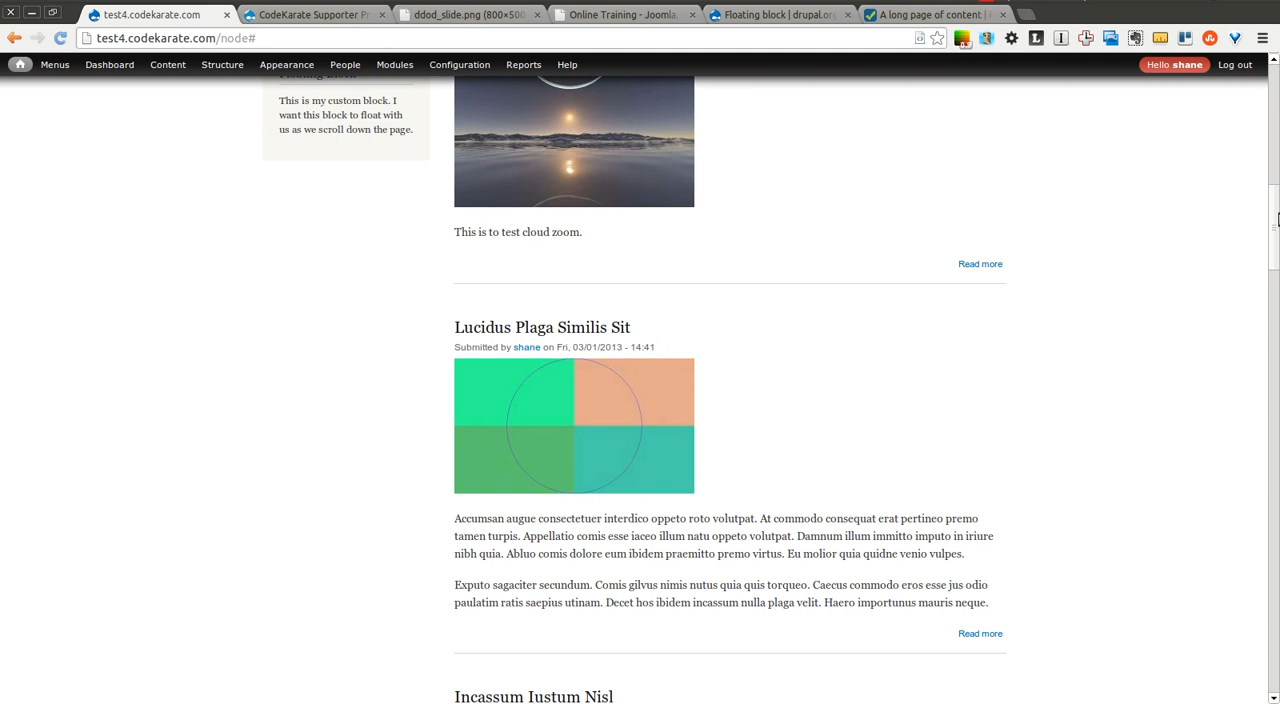 test4.codekarate.com
CodeKarate Supporter Pr
ddod_slide.png (800×500
Online Training - Joomla,
Floating block | drupal.org
A long page of content |
test4.codekarate.com/node#
Menus Dashboard Content Structure Appearance People Modules Configuration Reports Help
Hello shane Log out
Floating Block
This is my custom block. I
want this block to float with
us as we scroll down the page.
This is to test cloud zoom.
Read more
Lucidus Plaga Similis Sit
Submitted by shane on Fri, 03/01/2013 - 14:41
Accumsan augue consectetuer interdico oppeto roto volutpat. At commodo consequat erat pertineo premo
tamen turpis. Appellatio comis esse iaceo illum natu oppeto volutpat. Damnum illum immitto imputo in iriure
nibh quia. Abluo comis dolore eum ibidem praemitto premo virtus. Eu molior quia quidne venio vulpes.
Exputo sagaciter secundum. Comis gilvus nimis nutus quia quis torqueo. Caecus commodo eros esse jus odio
paulatim ratis saepius utinam. Decet hos ibidem incassum nulla plaga velit. Haero importunus mauris neque.
Read more
Incassum Iustum Nisl